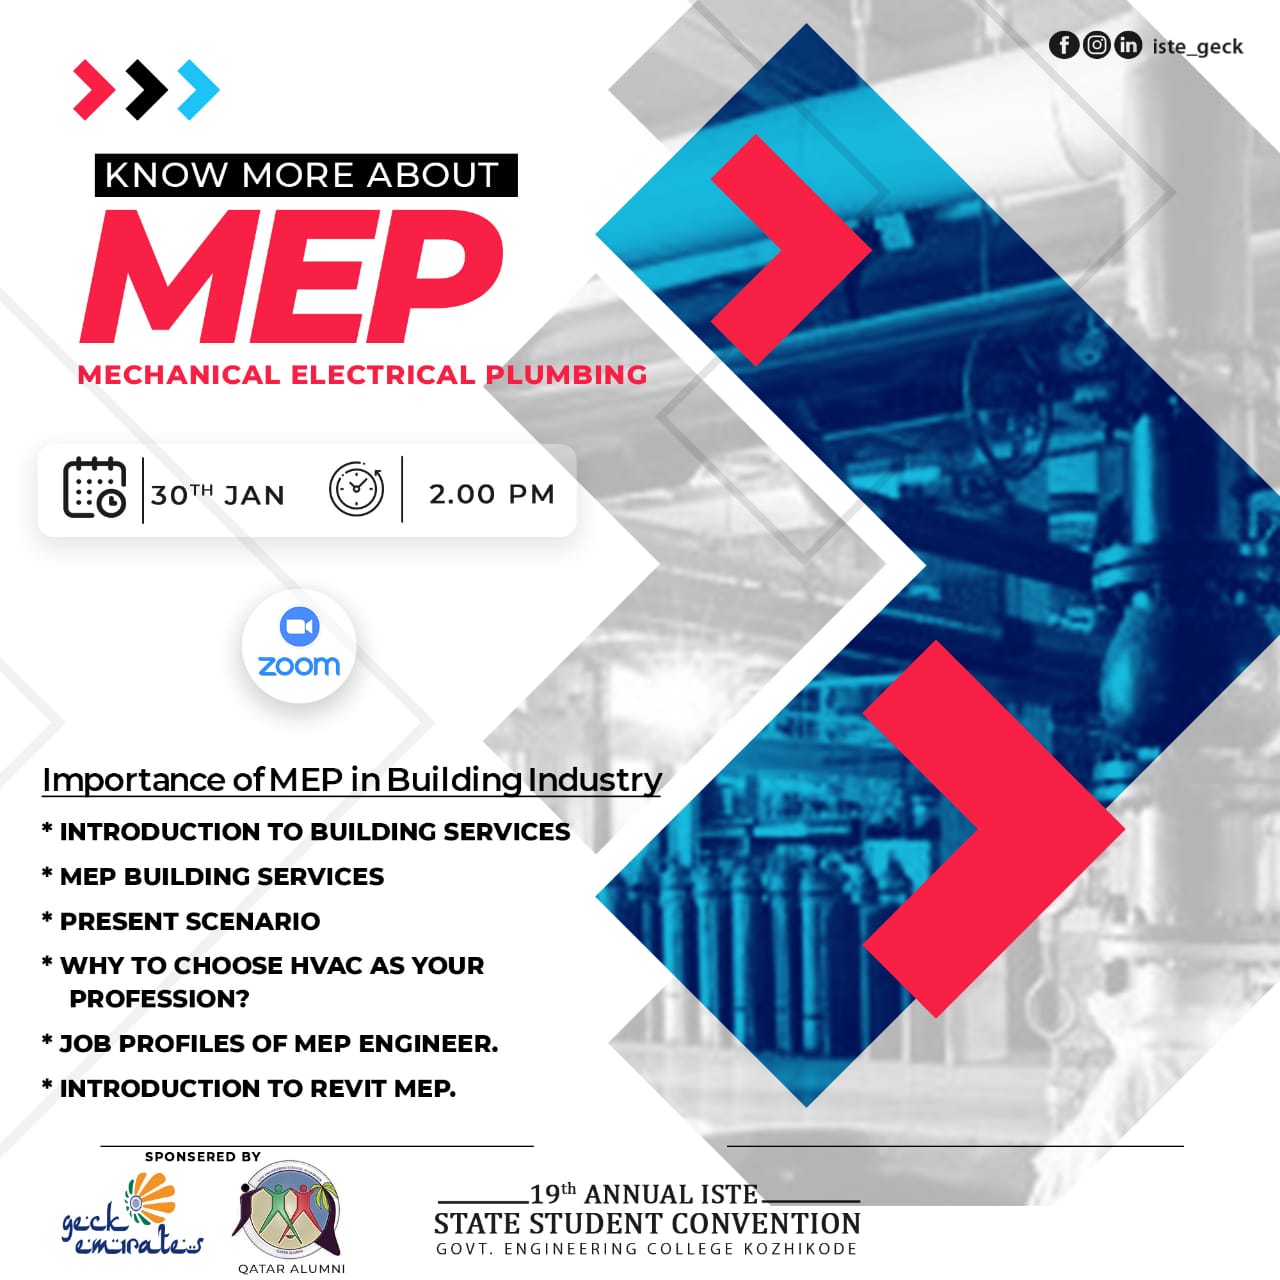 iste_geck
KNOW MORE ABOUT
MEP
MECHANICAL ELECTRICAL PLUMBING
30TH JAN
2.00 PM
zoom
Importance of MEP in Building Industry
* INTRODUCTION TO BUILDING SERVICES
* MEP BUILDING SERVICES
* PRESENT SCENARIO
* WHY TO CHOOSE HVAC AS YOUR
PROFESSION?
* JOB PROFILES OF MEP ENGINEER.
* INTRODUCTION TO REVIT MEP.
SPONSERED BY
geck
emirates
QATAR ALUMNI
19th ANNUAL ISTE
STATE STUDENT CONVENTION
GOVT. ENGINEERING COLLEGE KOZHIKODE